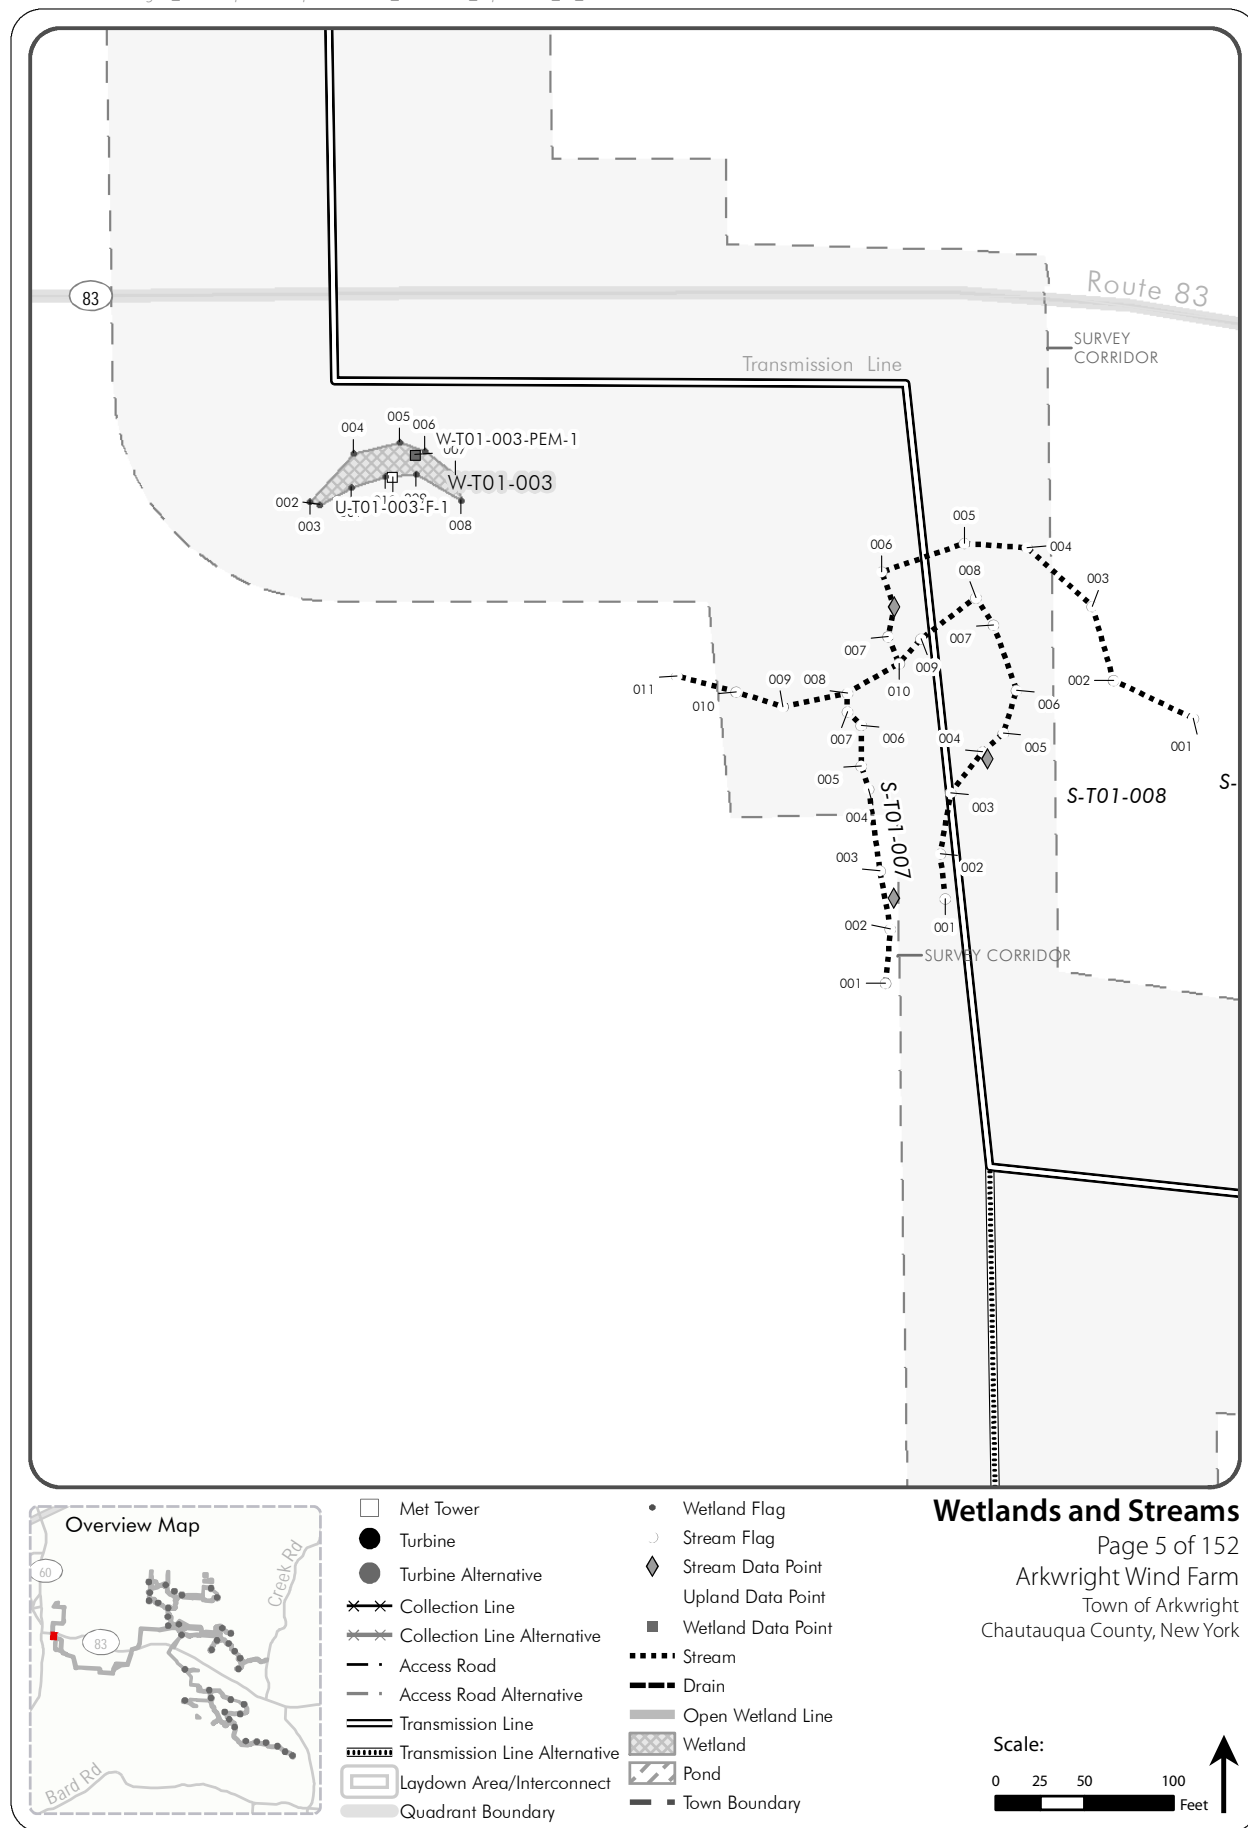 Route 83
83
SURVEY
CORRIDOR
Transmission Line
005
006
004
W-T01-003-PEM-1
007
W-T01-003
002
U-T01-003-F-1
009
003
008
005
006
004
008
003
007
007
009
002
011
009
008
010
010
006
001
007
006
004
005
005
S-T01-008
S-
003
004
S-T01-007
003
002
002
001
SURVEY CORRIDOR
001
Overview Map
60
83
Creek Rd
Bard Rd
Met Tower
Turbine
Turbine Alternative
Collection Line
Collection Line Alternative
Access Road
Access Road Alternative
Transmission Line
Transmission Line Alternative
Laydown Area/Interconnect
Quadrant Boundary
Wetland Flag
Stream Flag
Stream Data Point
Upland Data Point
Wetland Data Point
Stream
Drain
Open Wetland Line
Wetland
Pond
Town Boundary
Wetlands and Streams
Page 5 of 152
Arkwright Wind Farm
Town of Arkwright
Chautauqua County, New York
Scale:
0 25 50 100
Feet